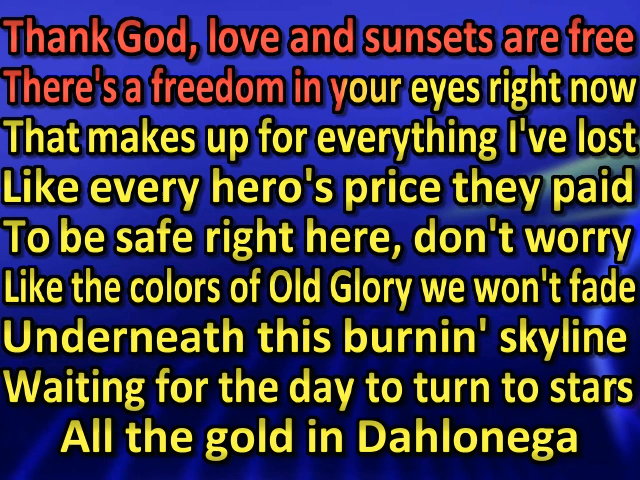 Thank God, love and sunsets are free
There's a freedom in your eyes right now
That makes up for everything I've lost
Like every hero's price they paid
To be safe right here, don't worry
Like the colors of Old Glory we won't fade
Underneath this burnin' skyline
Waiting for the day to turn to stars
All the gold in Dahlonega